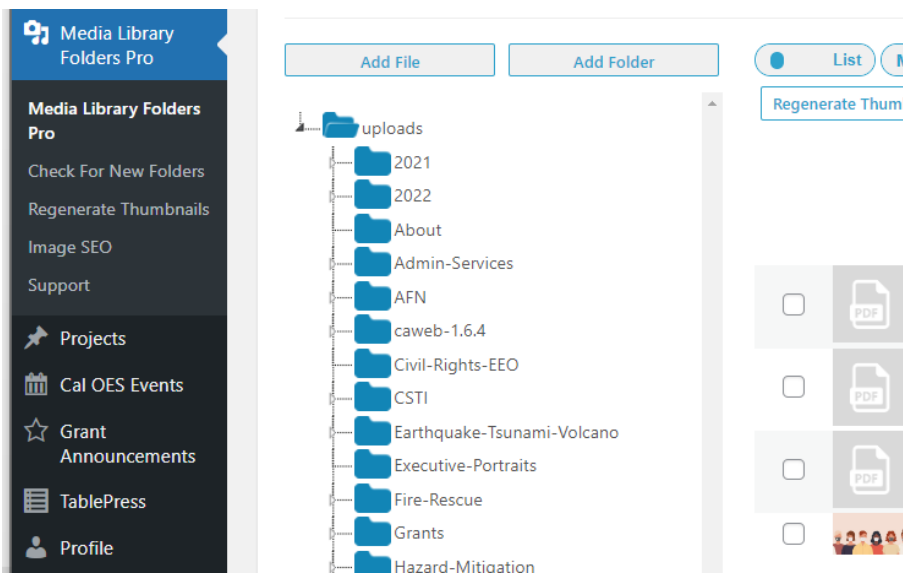 Media Library
Folders Pro
Media Library Folders
Pro
Check For New Folders
Regenerate Thumbnails
Image SEO
Support
Projects
Cal OES Events
Grant
Announcements
TablePress
Profile
Add File
Add Folder
uploads
2021
2022
About
Admin-Services
AFN
caweb-1.6.4
Civil-Rights-EEO
CSTI
Earthquake-Tsunami-Volcano
Executive-Portraits
Fire-Rescue
Grants
Hazard-Mitigation
List
Regenerate Thum
PDF
PDF
PDF